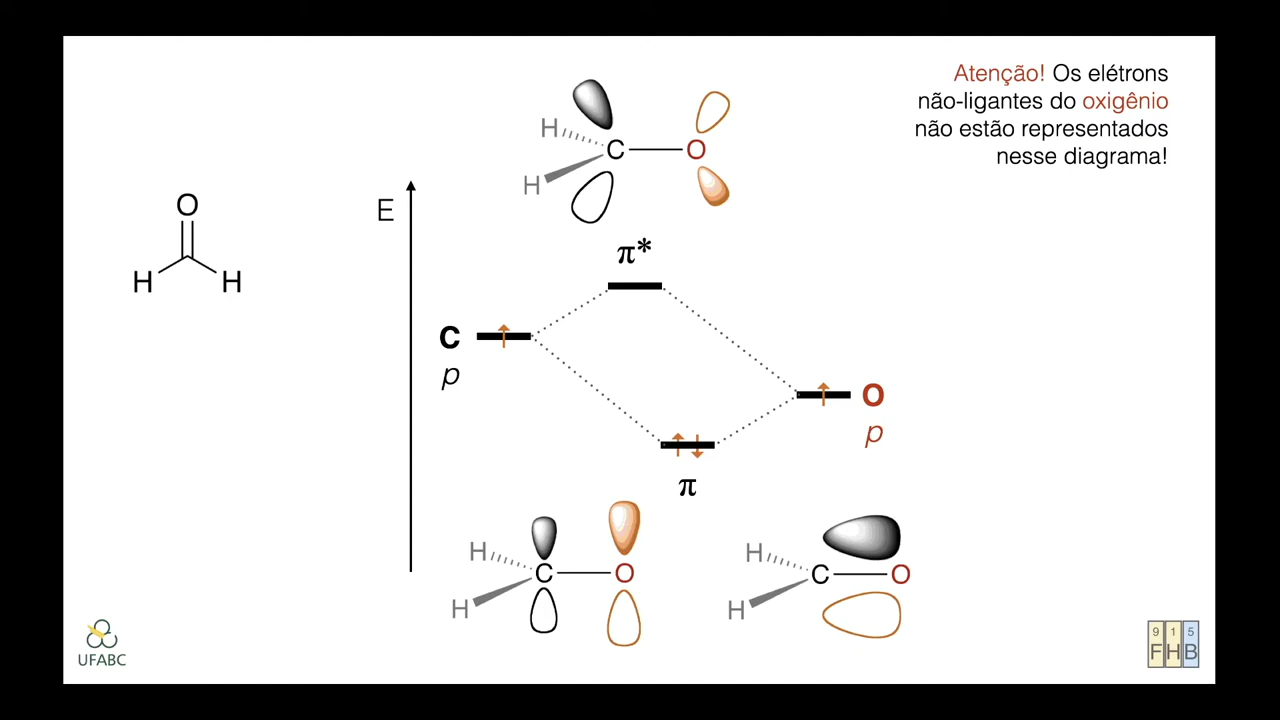 Atenção! Os elétrons
não-ligantes do oxigênio
não estão representados
nesse diagrama!
H
C
O
H
E
O
H
H
π*
C
p
O
p
π
H
C
O
H
H
C
O
H
UFABC
9 1 5
F H B